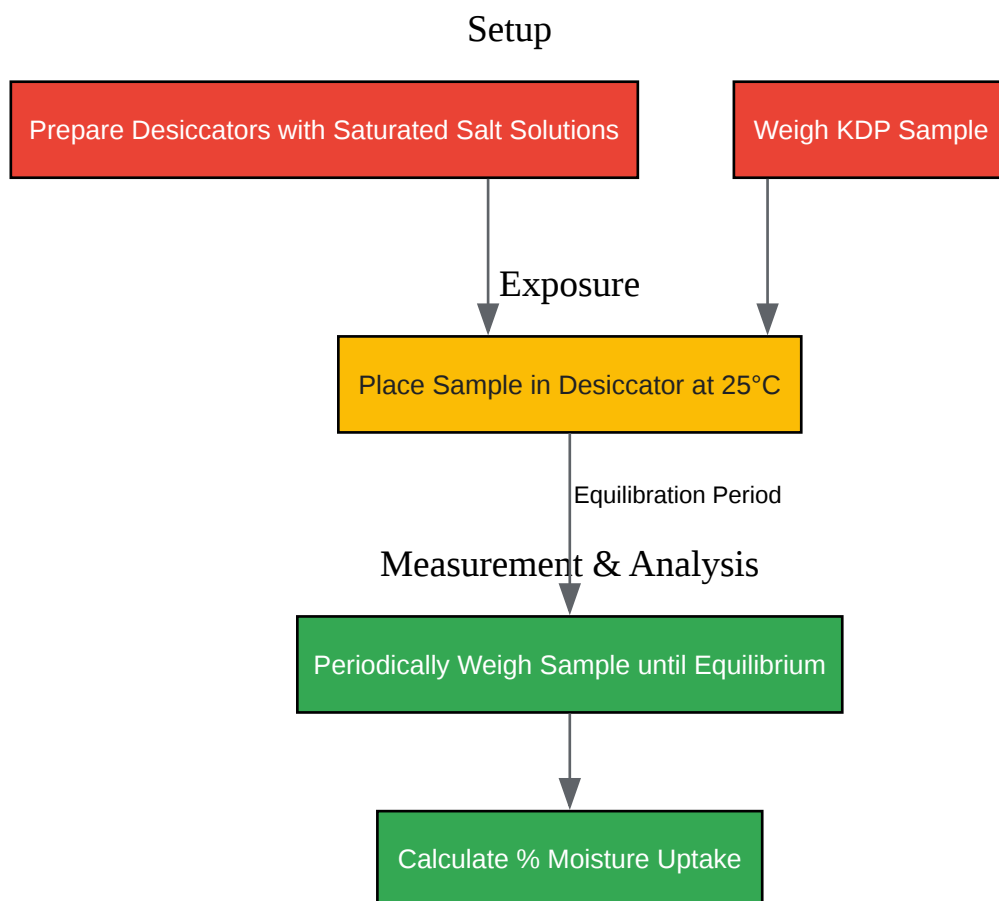 Setup
Prepare Desiccators with Saturated Salt Solutions
Weigh KDP Sample
Exposure
Place Sample in Desiccator at 25°C
Equilibration Period
Measurement & Analysis
Periodically Weigh Sample until Equilibrium
Calculate % Moisture Uptake